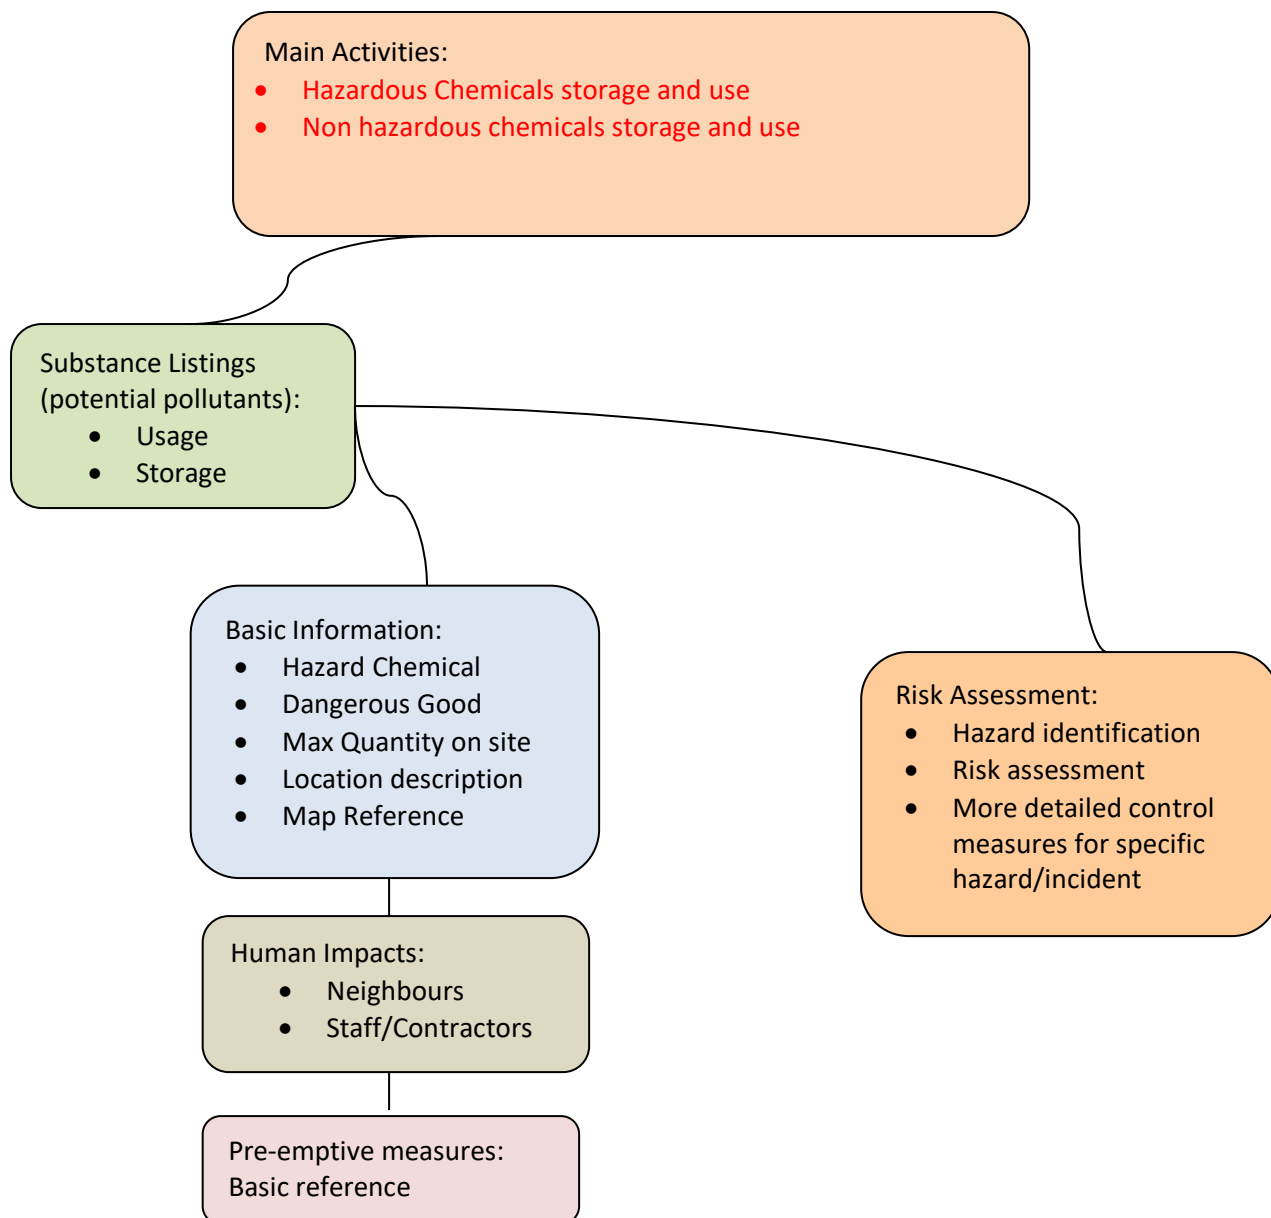 Main Activities:
• Hazardous Chemicals storage and use
• Non hazardous chemicals storage and use
Substance Listings
(potential pollutants):
• Usage
• Storage
Basic Information:
• Hazard Chemical
• Dangerous Good
• Max Quantity on site
• Location description
• Map Reference
Risk Assessment:
• Hazard identification
• Risk assessment
• More detailed control
measures for specific
hazard/incident
Human Impacts:
• Neighbours
• Staff/Contractors
Pre-emptive measures:
Basic reference